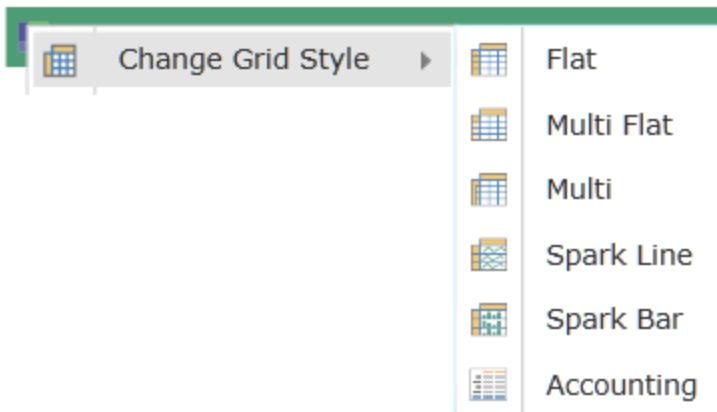 Change Grid Style
Flat
Multi Flat
Multi
Spark Line
Spark Bar
Accounting